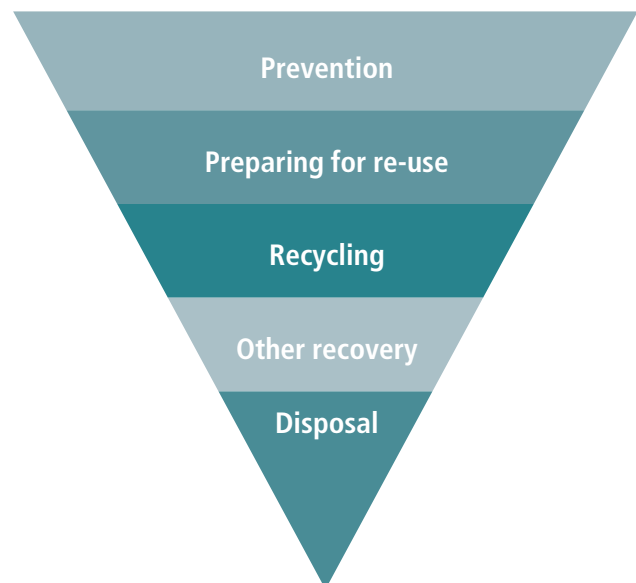 Prevention
Preparing for re-use
Recycling
Other recovery
Disposal